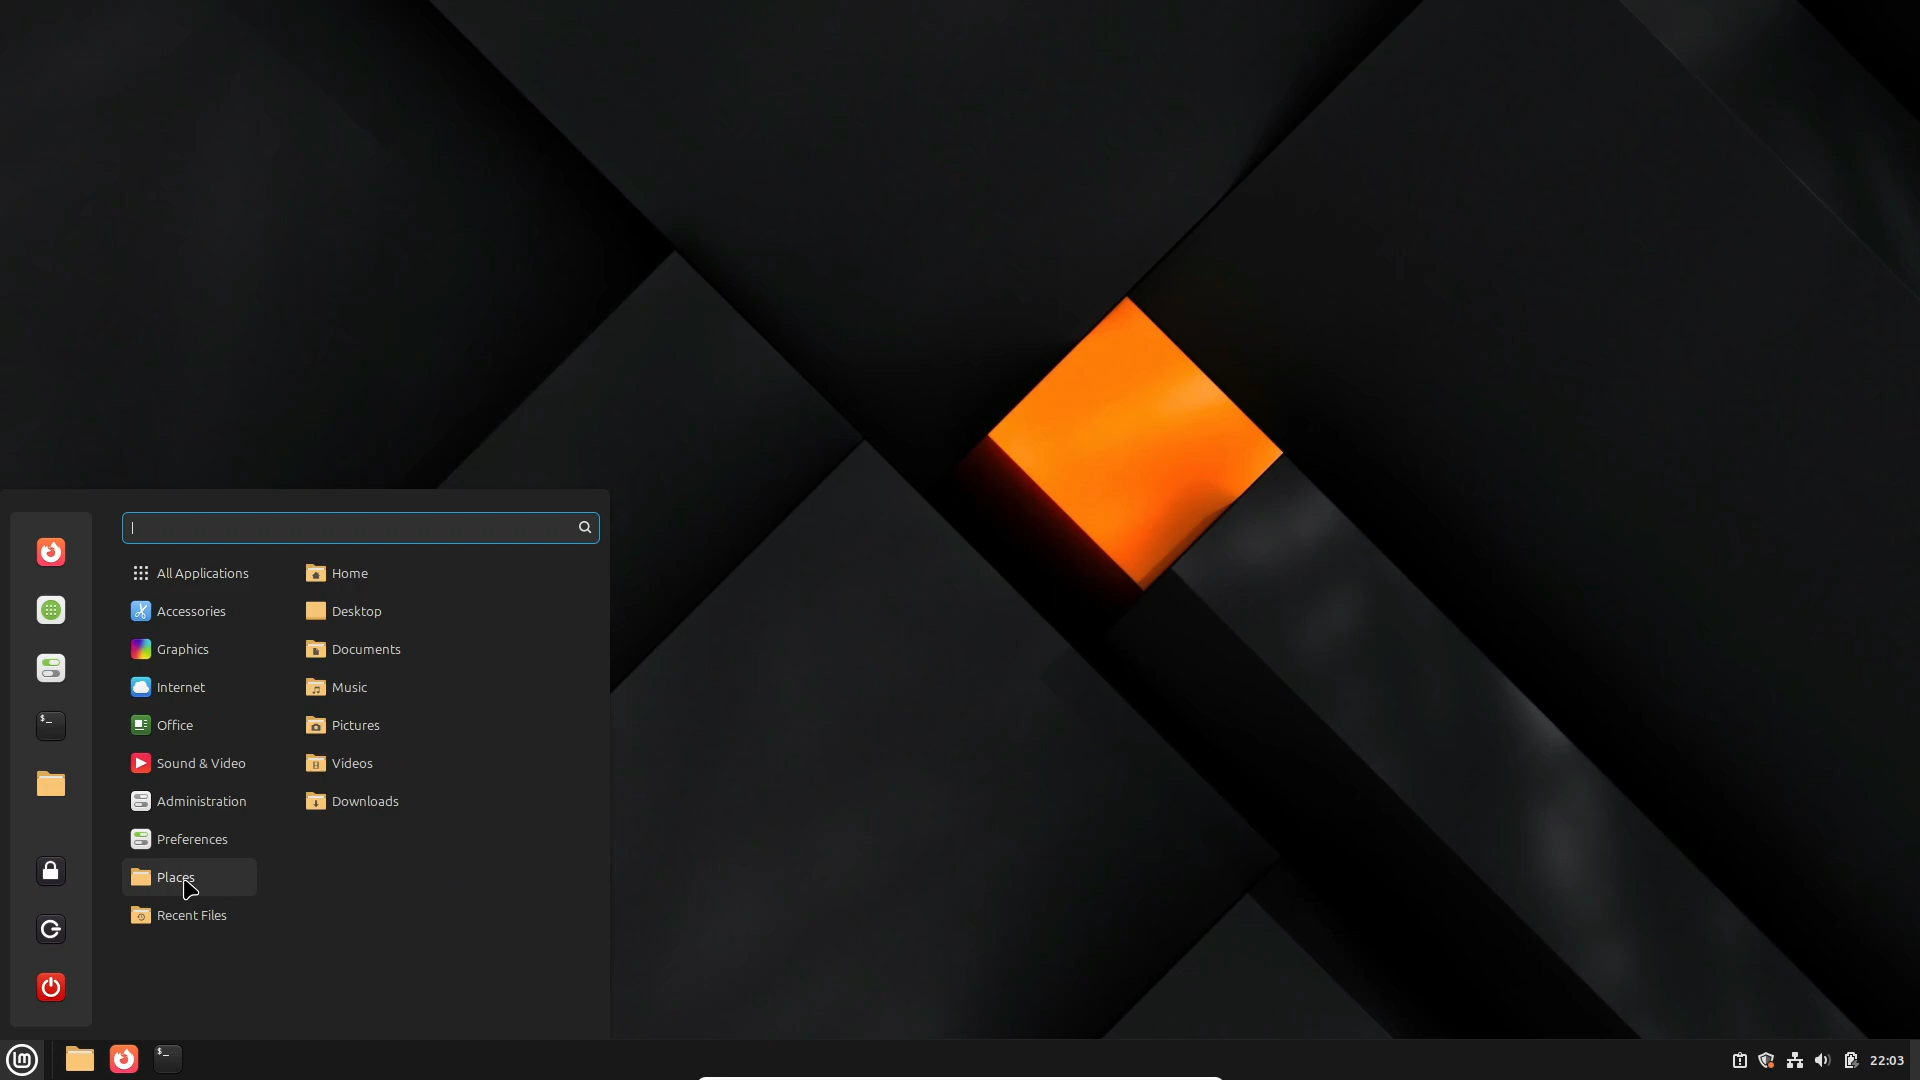 All Applications
Accessories
Graphics
Internet
Office
Sound & Video
Administration
Preferences
Places
Recent Files
Home
Desktop
Documents
Music
Pictures
Videos
Downloads
$_
lm
$_
22:03